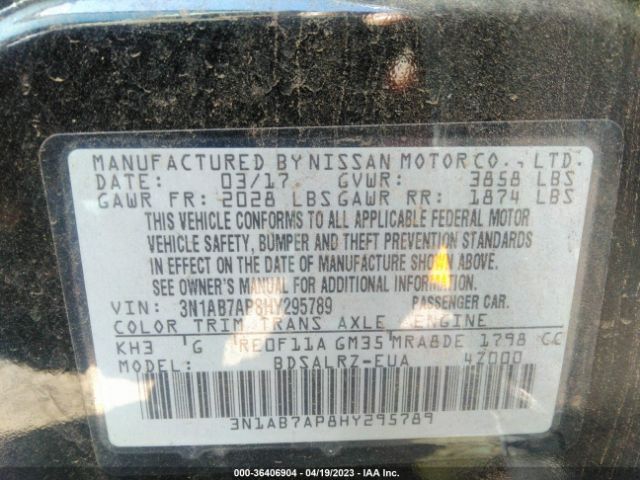 MANUFACTURED BY NISSAN MOTOR CO., LTD.
DATE: 03/17 GVWR: 3858 LBS
GAWR FR: 2028 LBS GAWR RR: 1874 LBS
THIS VEHICLE CONFORMS TO ALL APPLICABLE FEDERAL MOTOR
VEHICLE SAFETY, BUMPER AND THEFT PREVENTION STANDARDS
IN EFFECT ON THE DATE OF MANUFACTURE SHOWN ABOVE.
SEE OWNER'S MANUAL FOR ADDITIONAL INFORMATION.
VIN: 3N1AB7AP8HY295789 PASSENGER CAR.
COLOR TRIM TRANS AXLE ENGINE
KH3 G RE0F11A GM35 MRA8DE 1798 CC
MODEL: BDSALRZ-EUA 4Z000
3N1AB7AP8HY295789
000-36406904 - 04/19/2023 - IAA Inc.